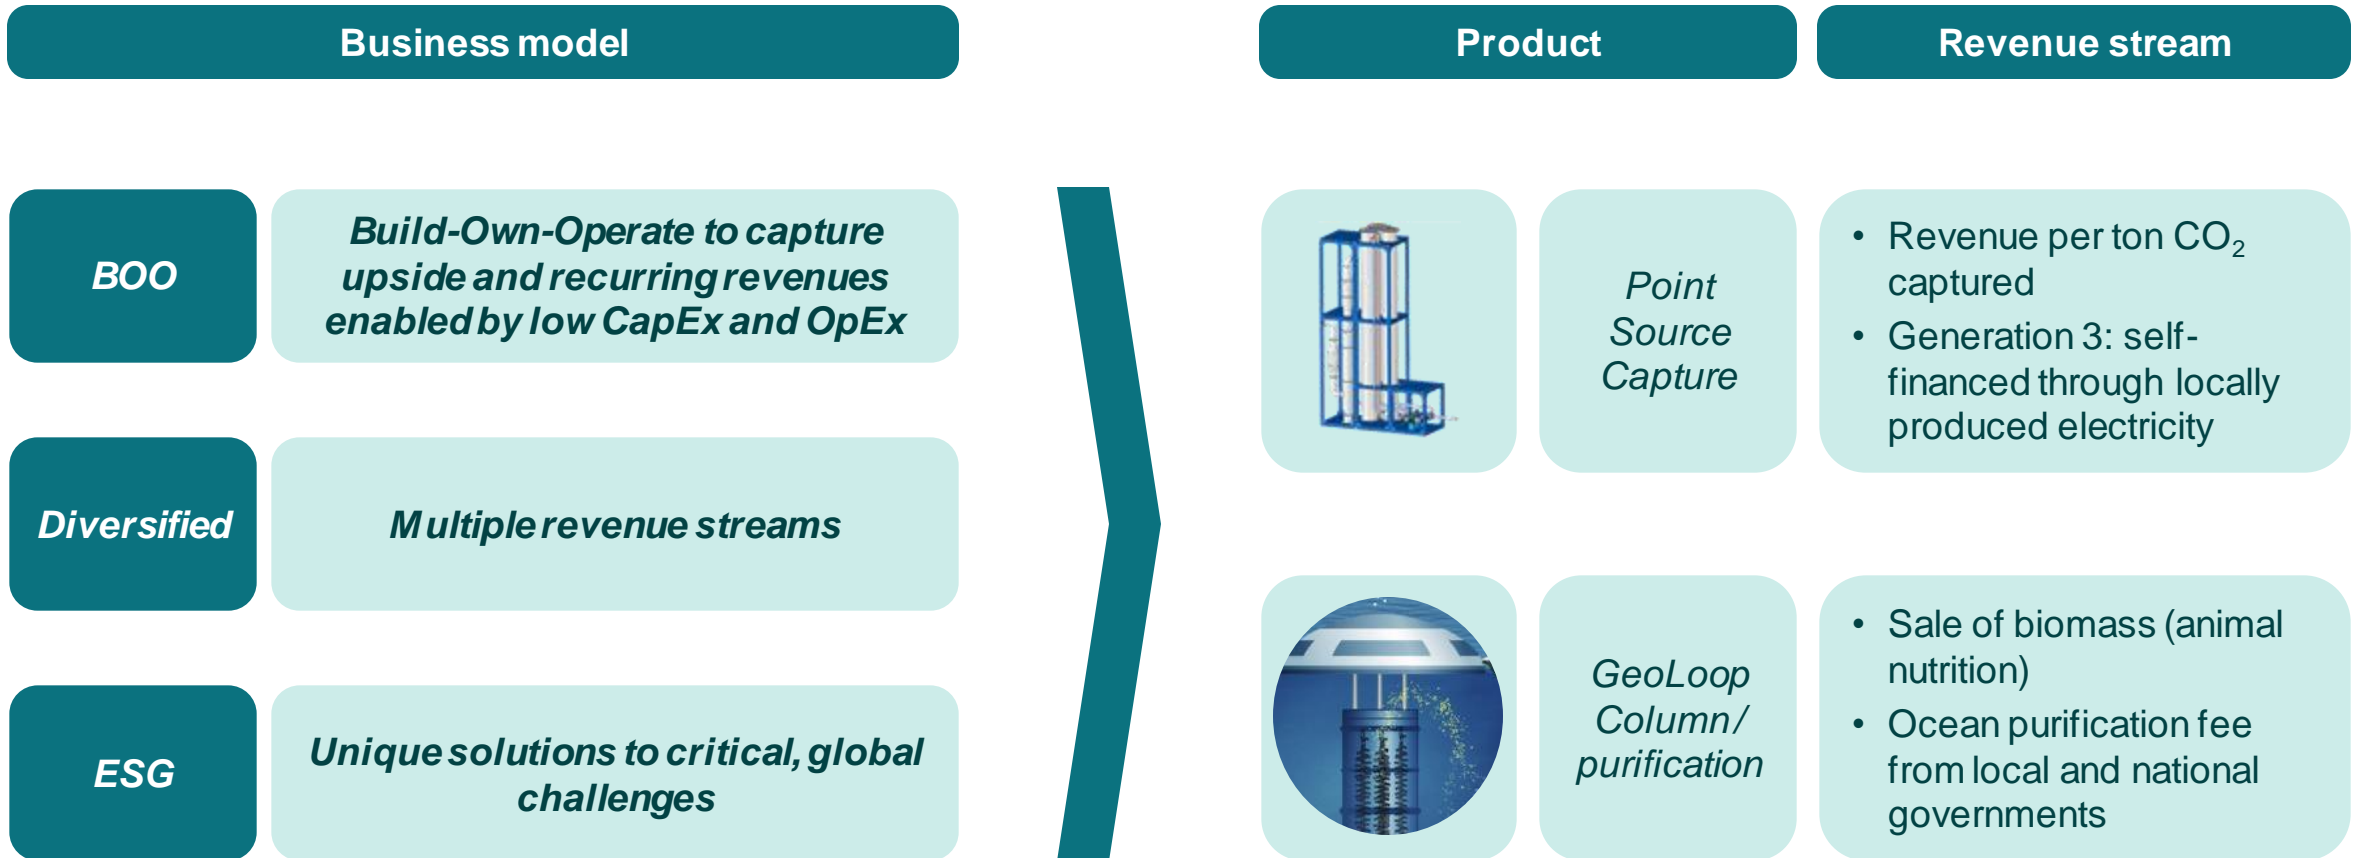 Business model
Product
Revenue stream
BOO
Build-Own-Operate to capture
upside and recurring revenues
enabled by low CapEx and OpEx
Diversified
Multiple revenue streams
ESG
Unique solutions to critical, global
challenges
Point
Source
Capture
• Revenue per ton CO₂
captured
• Generation 3: self-
financed through locally
produced electricity
GeoLoop
Column /
purification
• Sale of biomass (animal
nutrition)
• Ocean purification fee
from local and national
governments